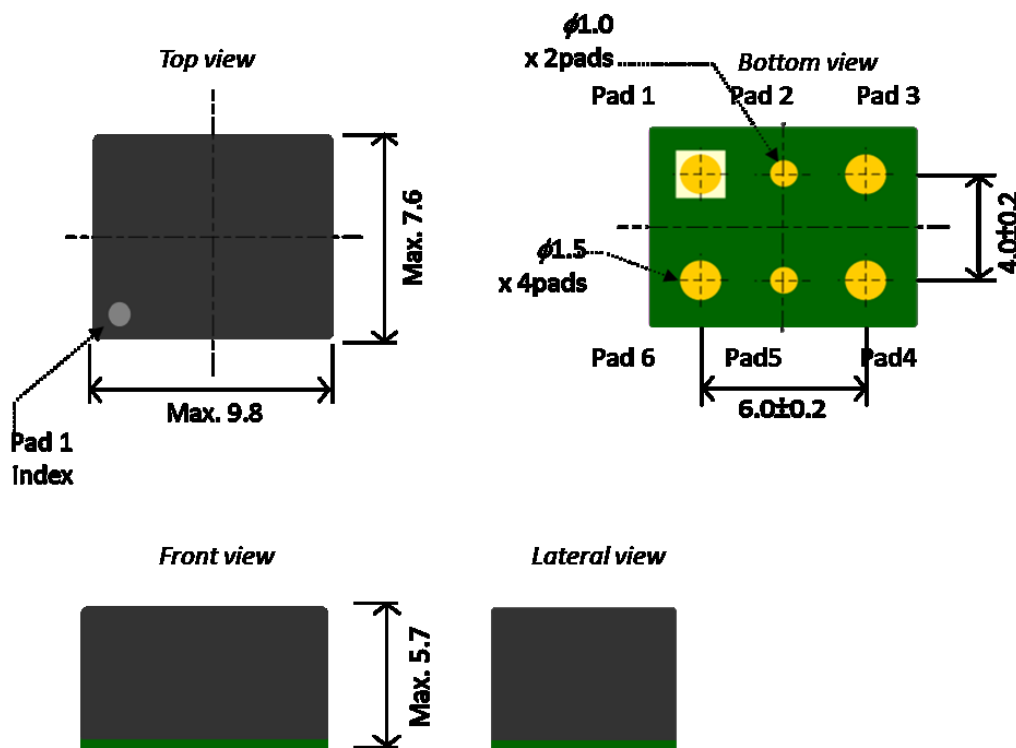 Top view
Max. 7.6
Max. 9.8
Pad 1
index
ϕ1.0
x 2pads
Bottom view
Pad 1
Pad 2
Pad 3
4.0±0.2
ϕ1.5
x 4pads
Pad 6
Pad5
Pad4
6.0±0.2
Front view
Max. 5.7
Lateral view